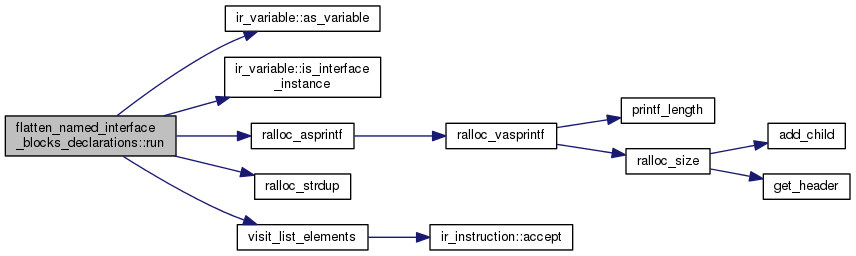 ir_variable::as_variable
ir_variable::is_interface
_instance
flatten_named_interface
_blocks_declarations::run
ralloc_asprintf
ralloc_vasprintf
printf_length
ralloc_size
add_child
get_header
ralloc_strdup
visit_list_elements
ir_instruction::accept